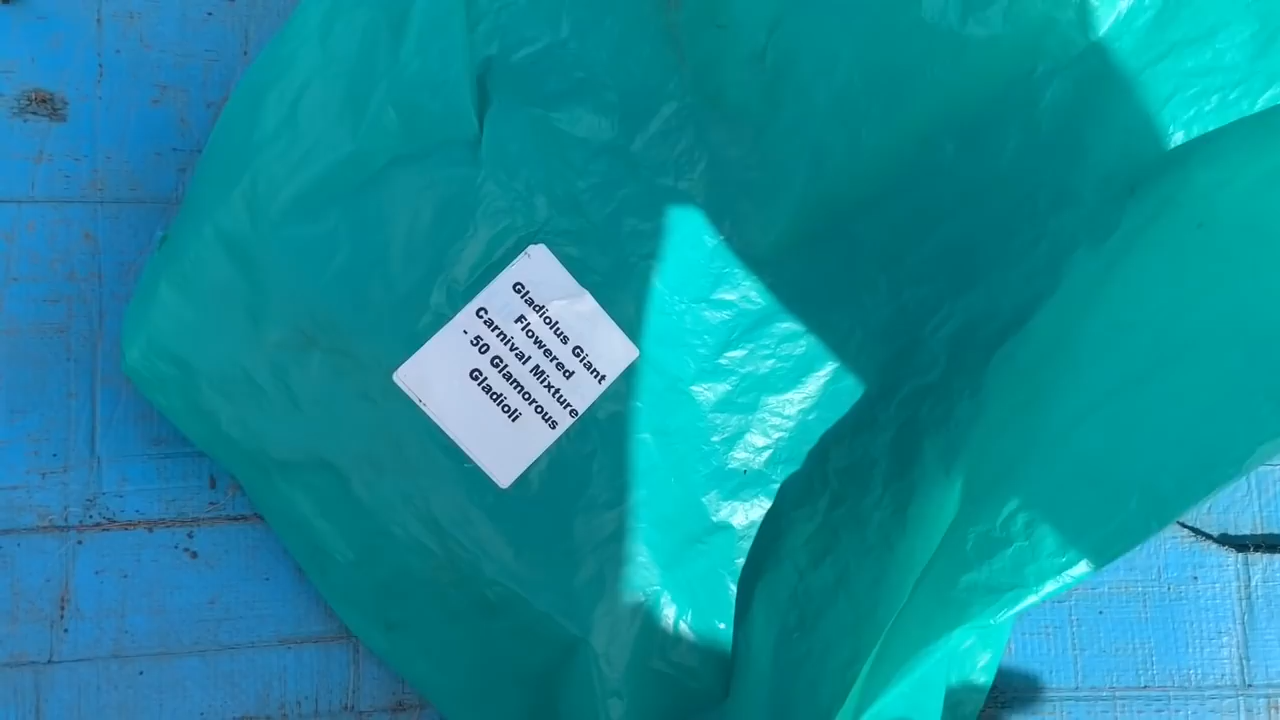 Gladiolus Giant
Flowered
Carnival Mixture
- 50 Glamorous
Gladioli